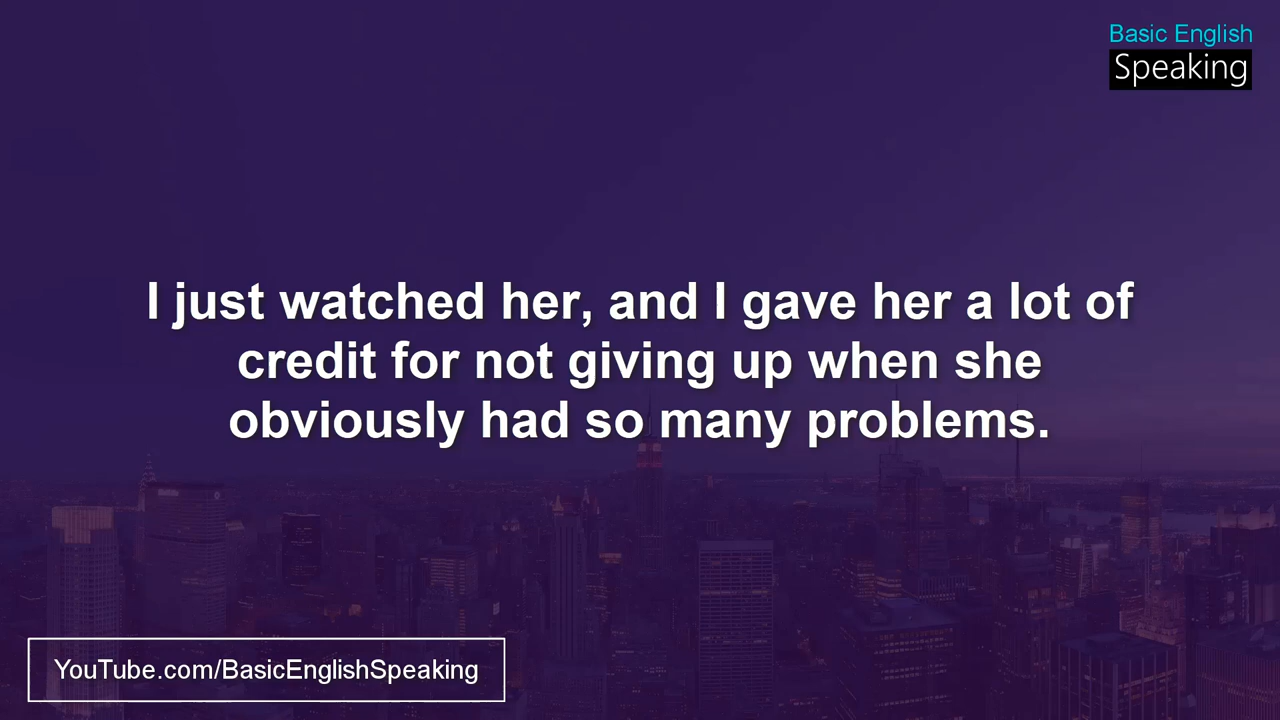 Basic English
Speaking
I just watched her, and I gave her a lot of
credit for not giving up when she
obviously had so many problems.
YouTube.com/BasicEnglishSpeaking